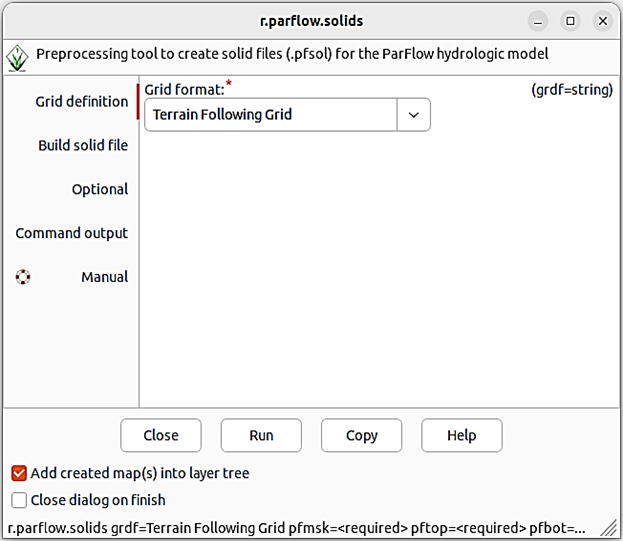 r.parflow.solids
Preprocessing tool to create solid files (.pfsol) for the ParFlow hydrologic model
Grid definition
Grid format:* (grdf=string)
Terrain Following Grid
Build solid file
Optional
Command output
Manual
Close Run Copy Help
Add created map(s) into layer tree
Close dialog on finish
r.parflow.solids grdf=Terrain Following Grid pfmsk=<required> pftop=<required> pfbot=...